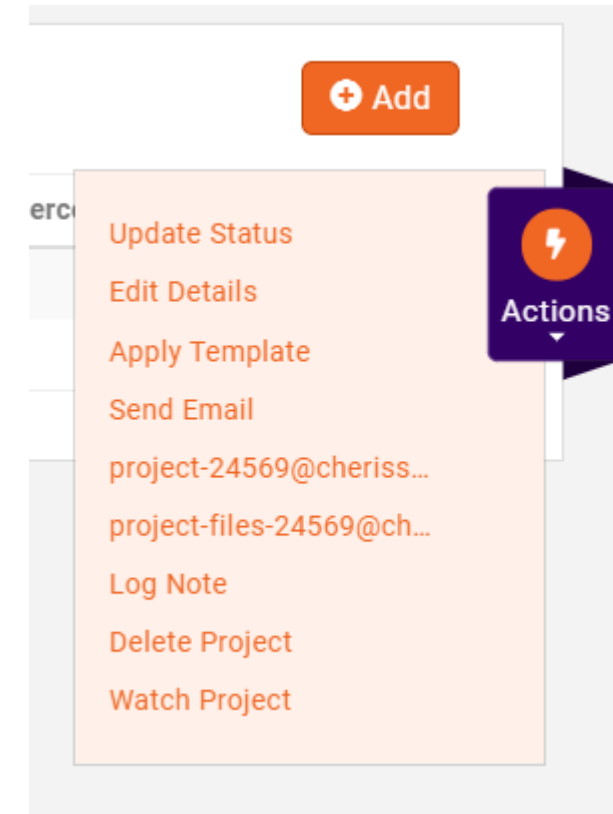 Add
Update Status
Edit Details
Apply Template
Send Email
project-24569@cheriss...
project-files-24569@ch...
Log Note
Delete Project
Watch Project
Actions